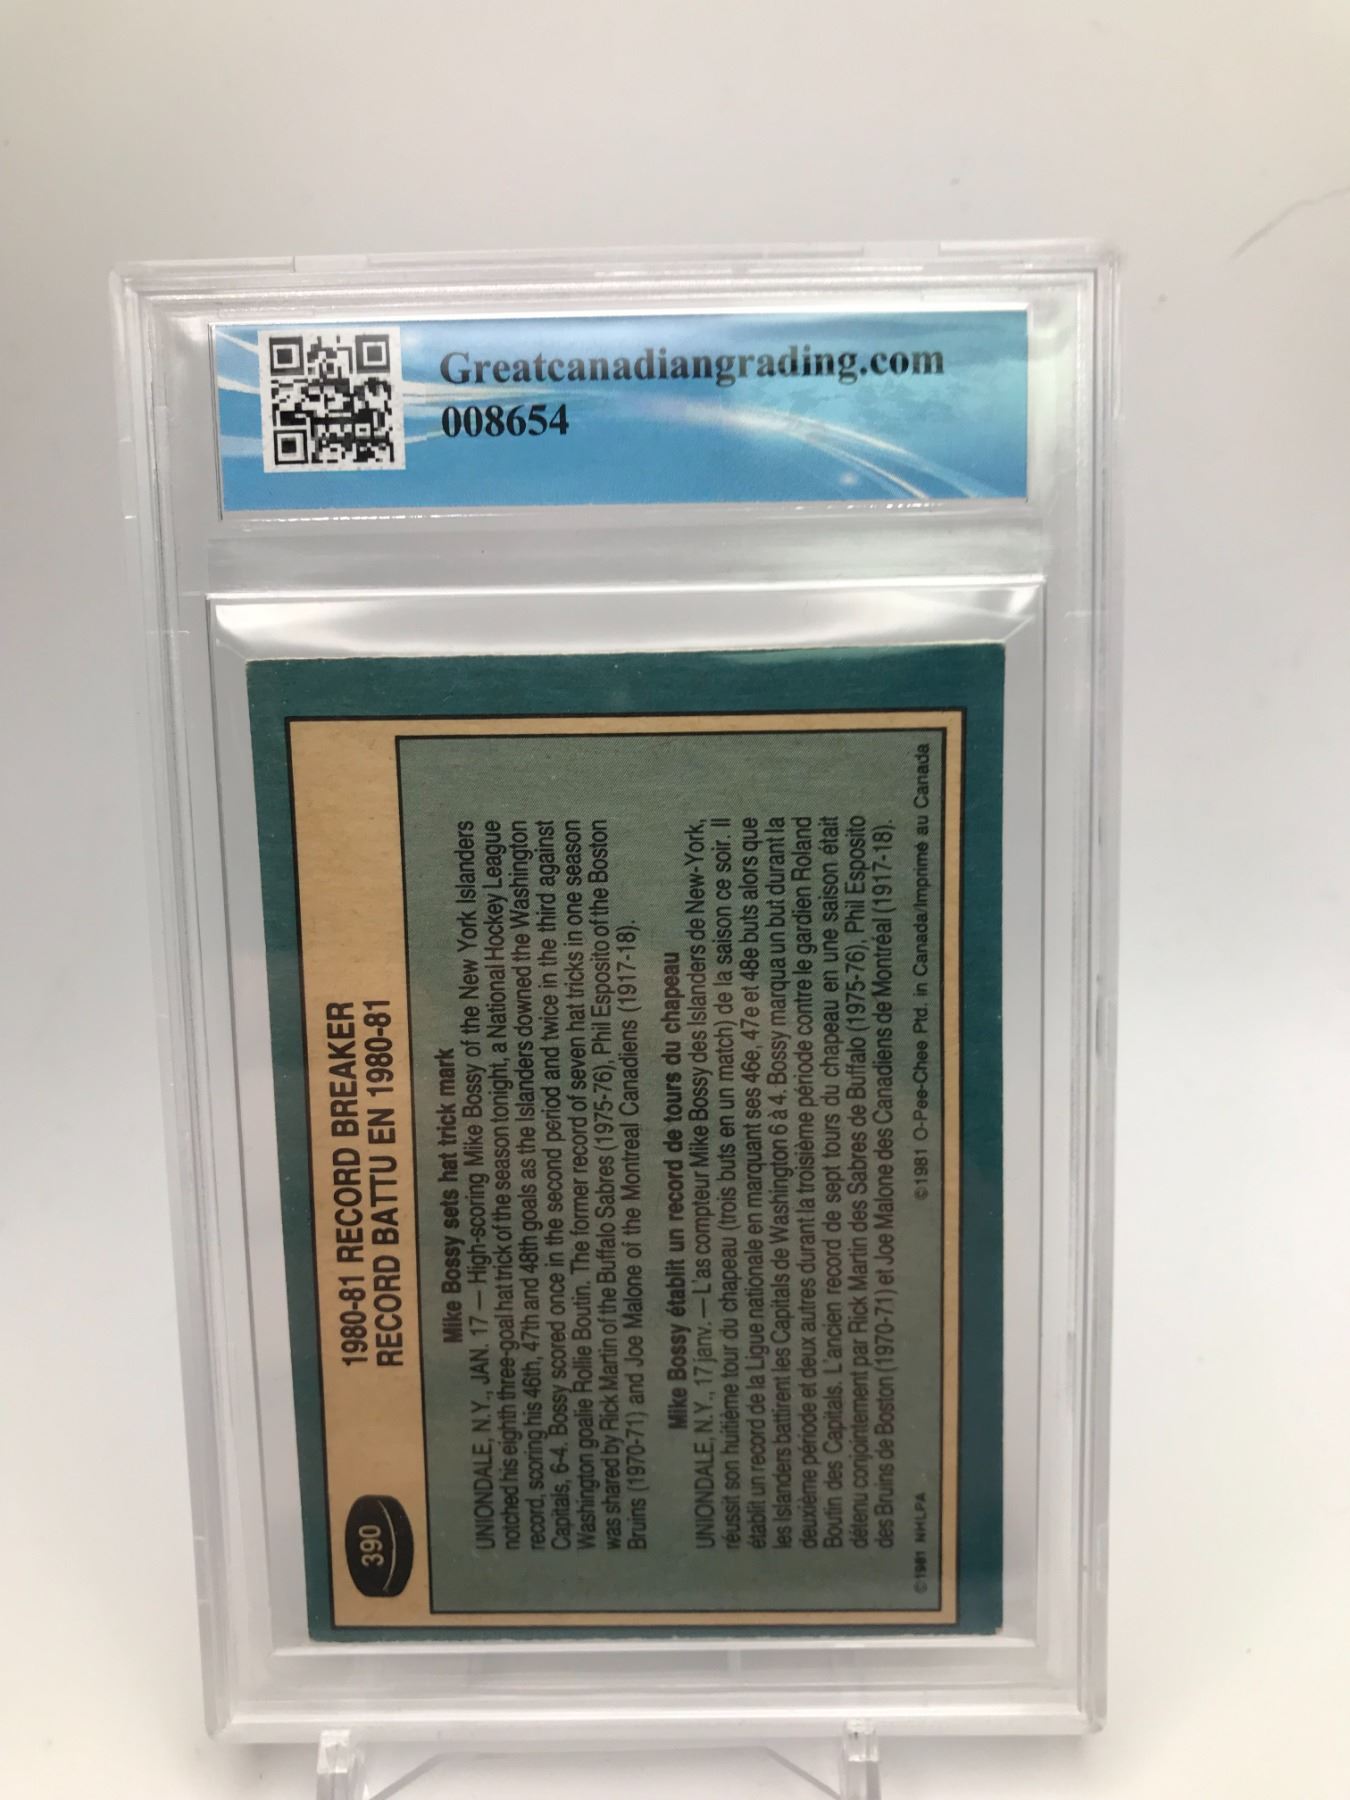 Greatcanadiangrading.com
008654
390
1980-81 RECORD BREAKER
RECORD BATTU EN 1980-81
Mike Bossy sets hat trick mark
UNIONDALE, N.Y., JAN. 17 — High-scoring Mike Bossy of the New York Islanders
notched his eighth three-goal hat trick of the season tonight, a National Hockey League
record, scoring his 46th, 47th and 48th goals as the Islanders downed the Washington
Capitals, 6-4. Bossy scored once in the second period and twice in the third against
Washington goalie Rollie Boutin. The former record of seven hat tricks in one season
was shared by Rick Martin of the Buffalo Sabres (1975-76), Phil Esposito of the Boston
Bruins (1970-71) and Joe Malone of the Montreal Canadiens (1917-18).
Mike Bossy établit un record de tours du chapeau
UNIONDALE, N.Y., 17 janv. — L'as compteur Mike Bossy des Islanders de New-York,
réussit son huitième tour du chapeau (trois buts en un match) de la saison ce soir. Il
établit un record de la Ligue nationale en marquant ses 46e, 47e et 48e buts alors que
les Islanders battirent les Capitals de Washington 6 à 4. Bossy marqua un but durant la
deuxième période et deux autres durant la troisième période contre le gardien Roland
Boutin des Capitals. L'ancien record de sept tours du chapeau en une saison était
détenu conjointement par Rick Martin des Sabres de Buffalo (1975-76), Phil Esposito
des Bruins de Boston (1970-71) et Joe Malone des Canadiens de Montréal (1917-18).
©1981 NHLPA ©1981 O-Pee-Chee Ptd. in Canada/Imprimé au Canada